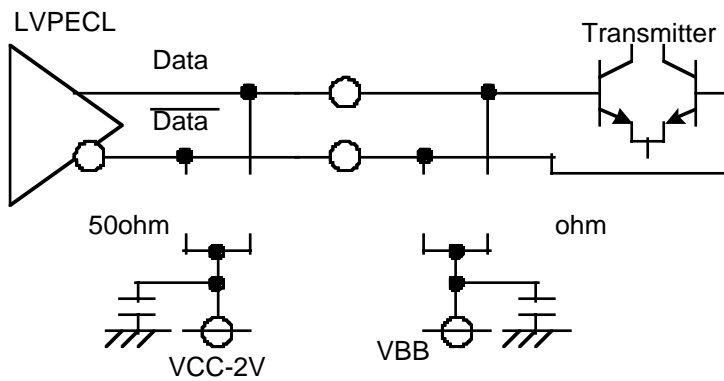 LVPECL
Transmitter
Data
Data
50ohm
ohm
VCC-2V
VBB